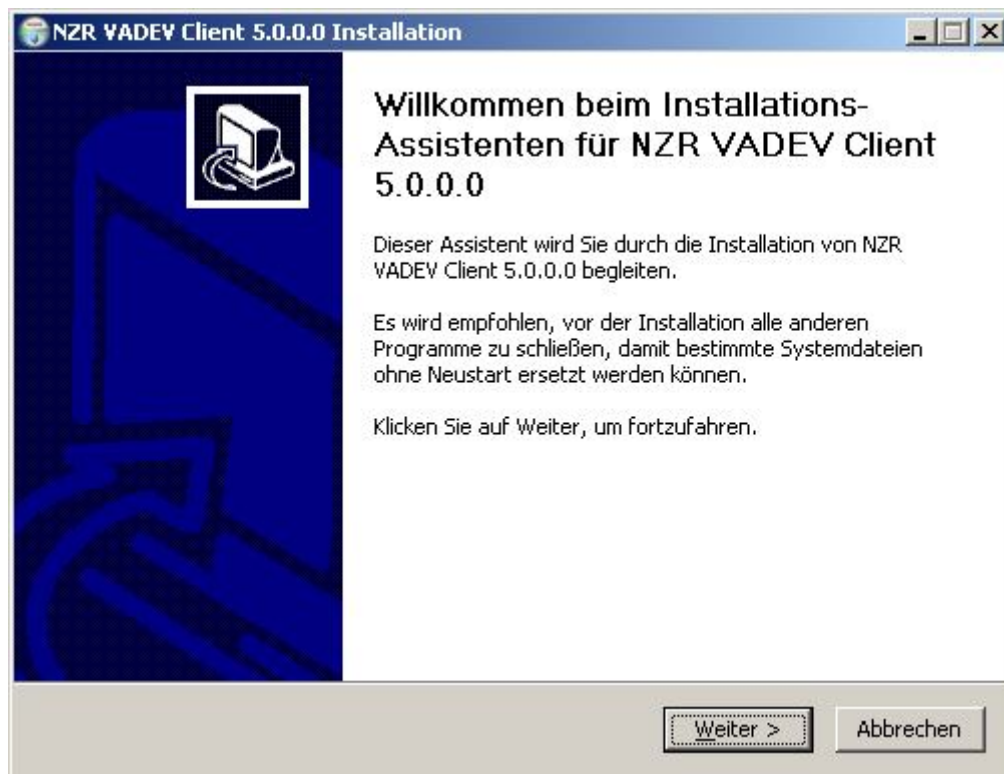 NZR VADEV Client 5.0.0.0 Installation
Willkommen beim Installations-
Assistenten für NZR VADEV Client
5.0.0.0
Dieser Assistent wird Sie durch die Installation von NZR
VADEV Client 5.0.0.0 begleiten.
Es wird empfohlen, vor der Installation alle anderen
Programme zu schließen, damit bestimmte Systemdateien
ohne Neustart ersetzt werden können.
Klicken Sie auf Weiter, um fortzufahren.
Weiter >
Abbrechen